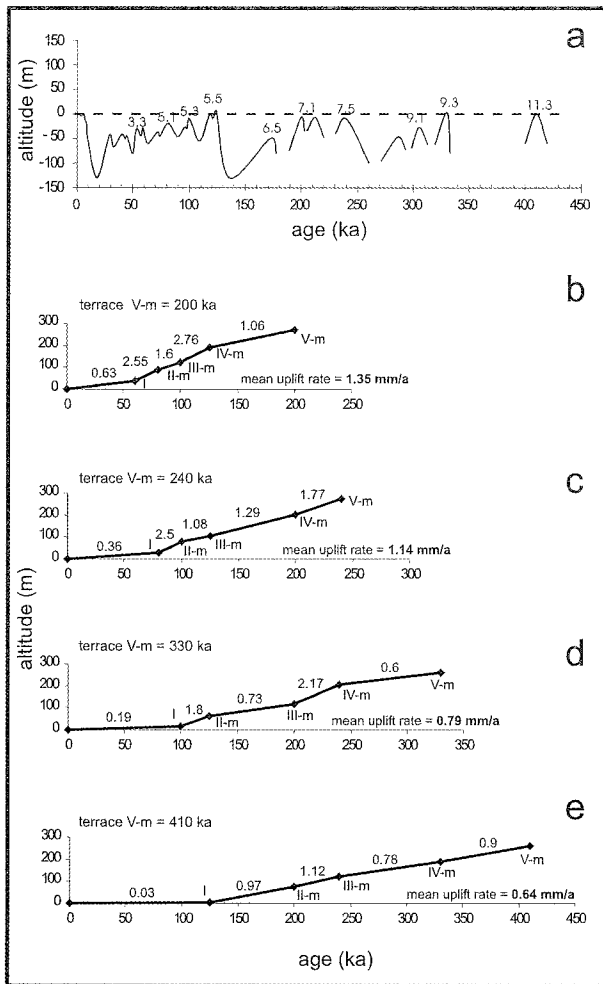 a
altitude (m)
150
100
50
0
-50
-100
-150
3.3
5.1
5.3
5.5
6.5
7.1
7.5
9.1
9.3
11.3
0 50 100 150 200 250 300 350 400 450
age (ka)
b
terrace V-m = 200 ka
300
200
100
0
0.63
2.55
1.6
2.76
1.06
I
II-m
III-m
IV-m
V-m
mean uplift rate = 1.35 mm/a
0 50 100 150 200 250
c
terrace V-m = 240 ka
300
200
100
0
0.36
2.5
1.08
1.29
1.77
I
II-m
III-m
IV-m
V-m
mean uplift rate = 1.14 mm/a
0 50 100 150 200 250 300
altitude (m)
d
terrace V-m = 330 ka
300
200
100
0
0.19
1.8
0.73
2.17
0.6
I
II-m
III-m
IV-m
V-m
mean uplift rate = 0.79 mm/a
0 50 100 150 200 250 300 350
e
terrace V-m = 410 ka
300
200
100
0
0.03
0.97
1.12
0.78
0.9
I
II-m
III-m
IV-m
V-m
mean uplift rate = 0.64 mm/a
0 50 100 150 200 250 300 350 400 450
age (ka)